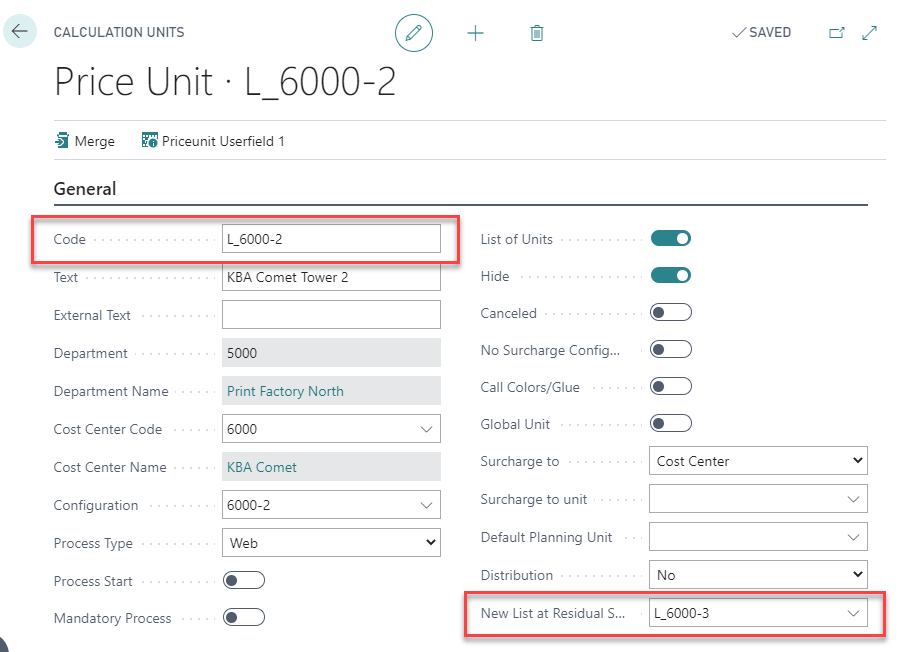 CALCULATION UNITS
SAVED
Price Unit · L_6000-2
Merge
Priceunit Userfield 1
General
Code L_6000-2
Text KBA Comet Tower 2
External Text
Department 5000
Department Name Print Factory North
Cost Center Code 6000
Cost Center Name KBA Comet
Configuration 6000-2
Process Type Web
Process Start
Mandatory Process
List of Units
Hide
Canceled
No Surcharge Config...
Call Colors/Glue
Global Unit
Surcharge to Cost Center
Surcharge to unit
Default Planning Unit
Distribution No
New List at Residual S... L_6000-3